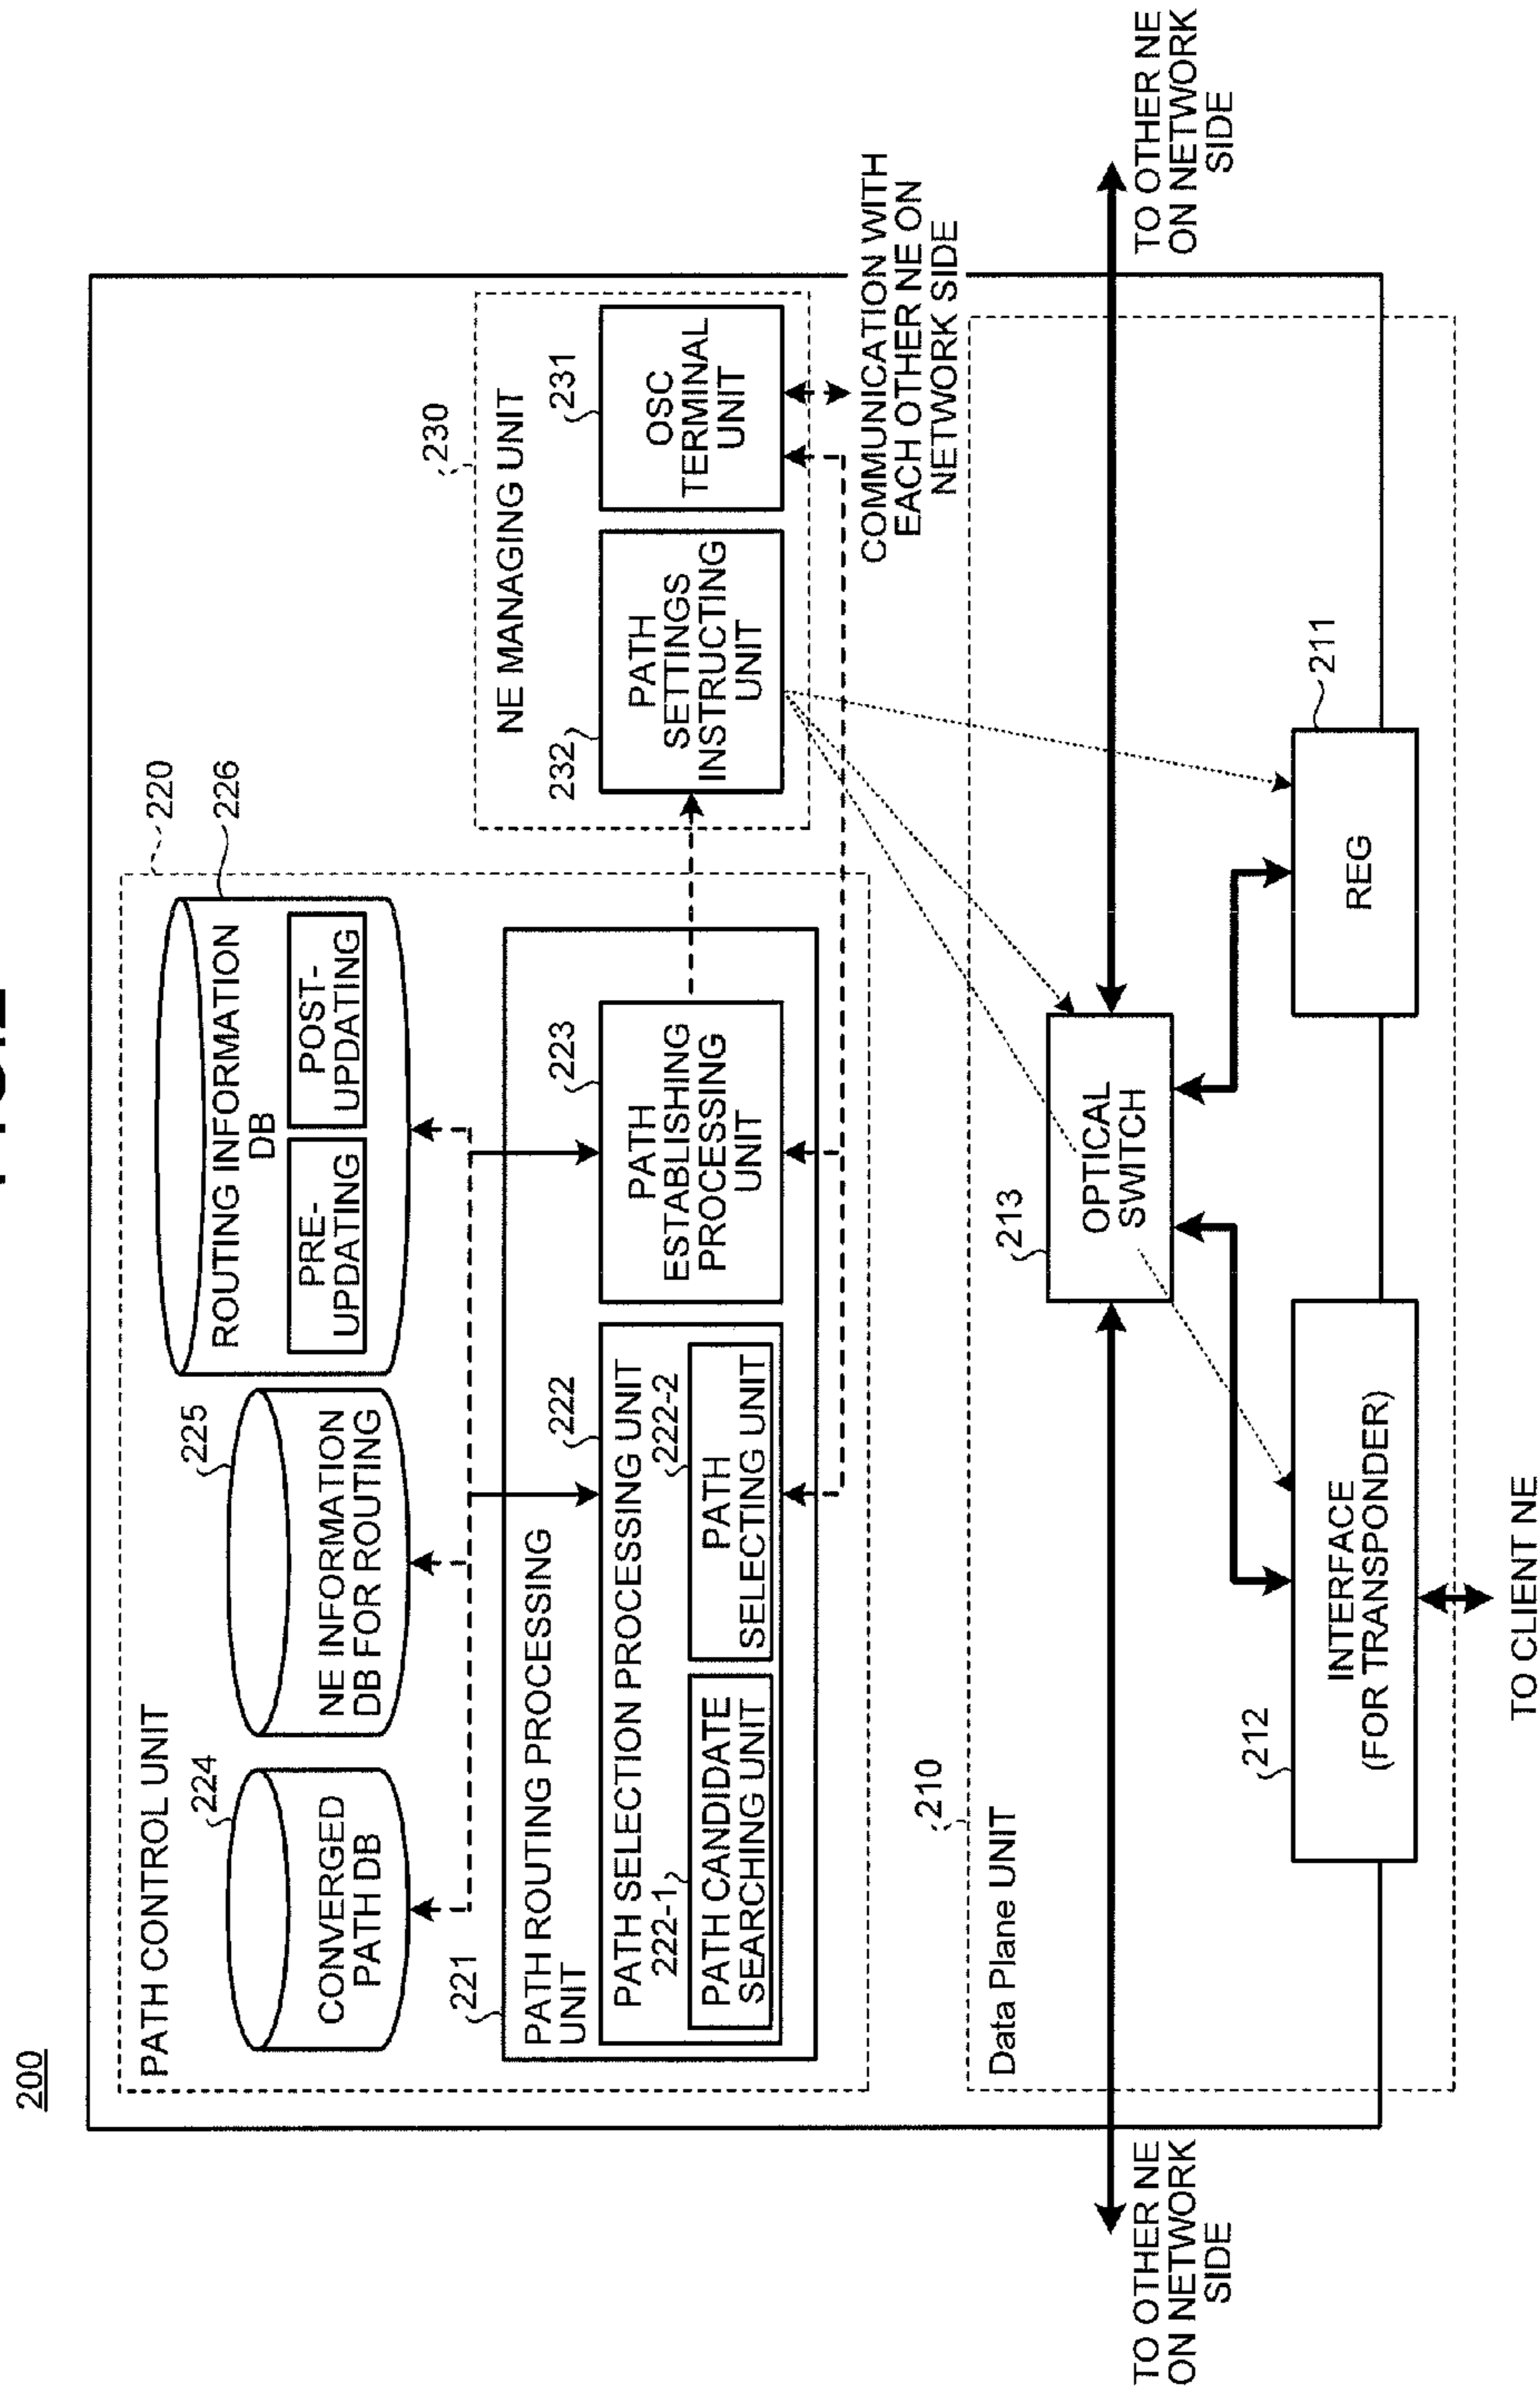 200
PATH CONTROL UNIT
220
224
CONVERGED
PATH DB
225
NE INFORMATION
DB FOR ROUTING
226
ROUTING INFORMATION
DB
PRE-
UPDATING
POST-
UPDATING
221
PATH ROUTING PROCESSING
UNIT
PATH SELECTION PROCESSING UNIT
222
222-1
PATH CANDIDATE
SEARCHING UNIT
222-2
PATH
SELECTING UNIT
223
PATH
ESTABLISHING
PROCESSING
UNIT
230
NE MANAGING UNIT
232
PATH
SETTINGS
INSTRUCTING
UNIT
231
OSC
TERMINAL
UNIT
COMMUNICATION WITH
EACH OTHER NE ON
NETWORK SIDE
210
Data Plane UNIT
213
OPTICAL
SWITCH
TO OTHER NE
ON NETWORK
SIDE
TO OTHER NE
ON NETWORK
SIDE
212
INTERFACE
(FOR TRANSPONDER)
211
REG
TO CLIENT NE